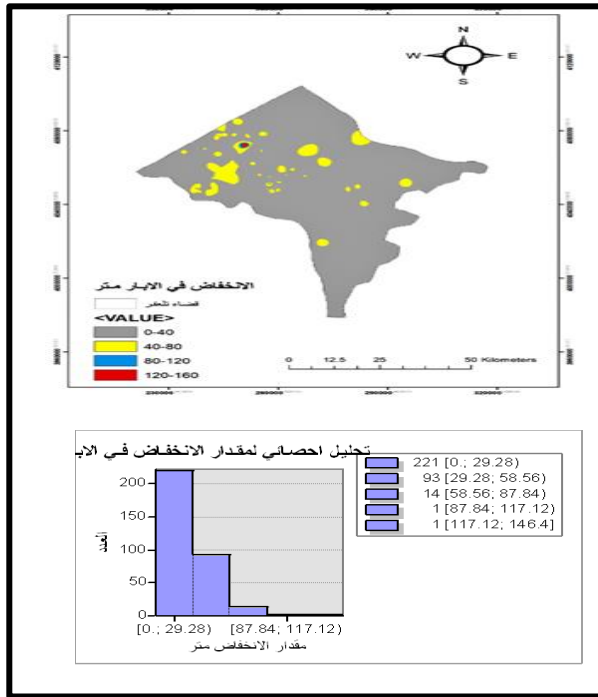 N
W E
S
الانخفاض في الابار متر
قضاء تلعفر
<VALUE>
0-40
40-80
80-120
120-160
0 12.5 25 50 Kilometers
تحليل احصائي لمقدار الانخفاض في الاب
221 [0.; 29.28)
93 [29.28; 58.56)
14 [58.56; 87.84)
1 [87.84; 117.12)
1 [117.12; 146.4]
العدد
200
150
100
50
0
[0.; 29.28) [87.84; 117.12)
مقدار الانخفاض متر